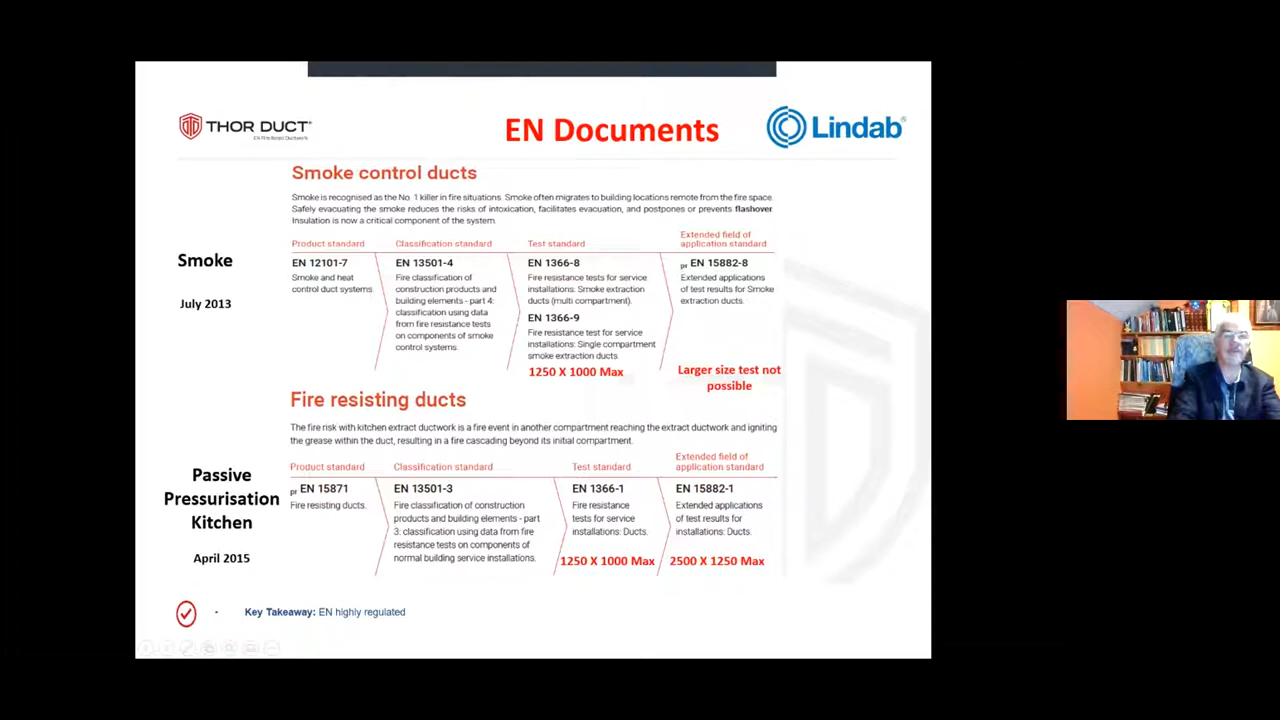 THOR DUCT®
EN Fire Rated Ductwork
EN Documents
Lindab®
Smoke control ducts
Smoke is recognised as the No. 1 killer in fire situations. Smoke often migrates to building locations remote from the fire space.
Safely evacuating the smoke reduces the risks of intoxication, facilitates evacuation, and postpones or prevents flashover.
Insulation is now a critical component of the system.
Smoke
July 2013
Product standard
EN 12101-7
Smoke and heat
control duct systems.
Classification standard
EN 13501-4
Fire classification of
construction products and
building elements - part 4:
classification using data
from fire resistance tests
on components of smoke
control systems.
Test standard
EN 1366-8
Fire resistance tests for service
installations: Smoke extraction
ducts (multi compartment).
EN 1366-9
Fire resistance test for service
installations: Single compartment
smoke extraction ducts.
1250 X 1000 Max
Extended field of
application standard
pr EN 15882-8
Extended applications
of test results for Smoke
extraction ducts.
Larger size test not
possible
Fire resisting ducts
The fire risk with kitchen extract ductwork is a fire event in another compartment reaching the extract ductwork and igniting
the grease within the duct, resulting in a fire cascading beyond its initial compartment.
Passive
Pressurisation
Kitchen
April 2015
Product standard
pr EN 15871
Fire resisting ducts.
Classification standard
EN 13501-3
Fire classification of construction
products and building elements - part
3: classification using data from fire
resistance tests on components of
normal building service installations.
Test standard
EN 1366-1
Fire resistance
tests for service
installations: Ducts.
1250 X 1000 Max
Extended field of
application standard
EN 15882-1
Extended applications
of test results for
installations: Ducts.
2500 X 1250 Max
- Key Takeaway: EN highly regulated